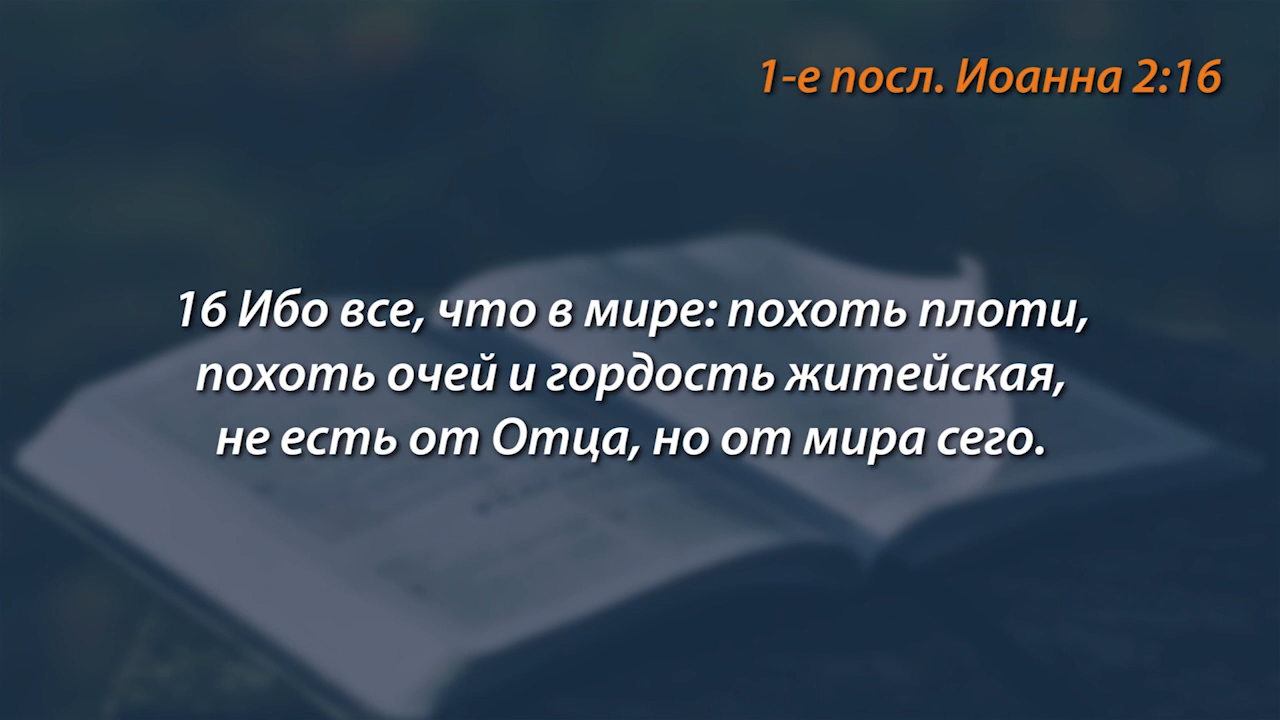 1-е посл. Иоанна 2:16
16 Ибо все, что в мире: похоть плоти,
похоть очей и гордость житейская,
не есть от Отца, но от мира сего.